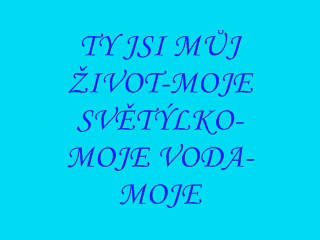 TY JSI MŮJ
ŽIVOT-MOJE
SVĚTÝLKO-
MOJE VODA-
MOJE